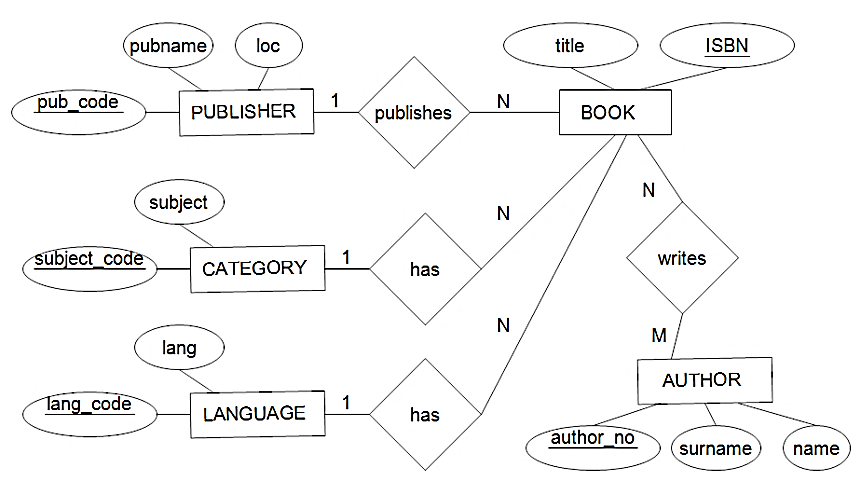 pubname
loc
title
ISBN
pub_code
PUBLISHER
1
publishes
N
BOOK
subject
N
N
subject_code
CATEGORY
1
has
writes
lang
N
M
lang_code
LANGUAGE
1
has
AUTHOR
author_no
surname
name